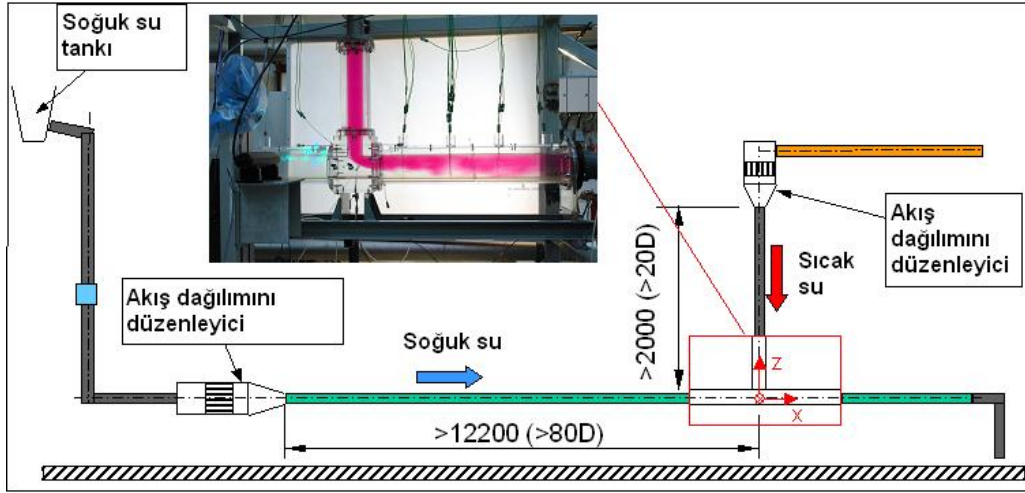 Soğuk su
tankı
Akış dağılımını
düzenleyici
Soğuk su
>12200 (>80D)
>2000 (>20D)
Sıcak
su
Akış
dağılımını
düzenleyici
Z
X